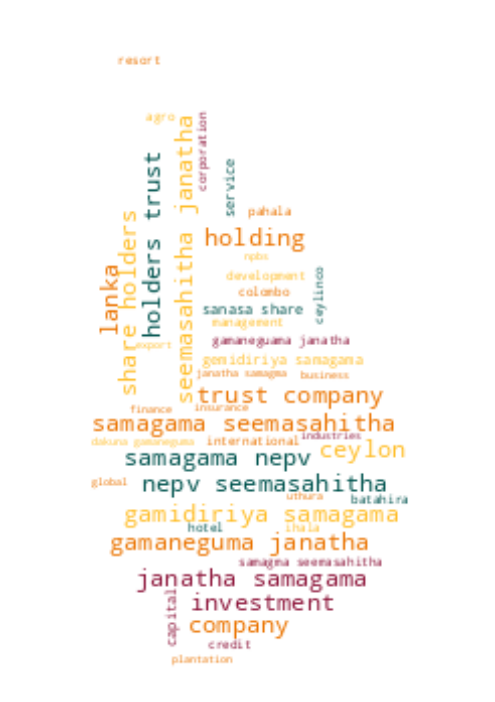 resort
agro
seemasahitha janatha
corporation
holders trust
service
pahala
share holders
lanka
holding
npbs
development
colombo
ceylinco
sanasa share
management
gamaneguma janatha
export
gemidiriya samagama
janatha samagma
business
trust company
finance
insurance
samagama seemasahitha
dakuna gamaneguma
international
industries
ceylon
samagama nepv
global
nepv seemasahitha
uthura
batahira
gamidiriya samagama
hotel
ihala
gamaneguma janatha
samagma seemasahitha
janatha samagama
capital
investment
company
credit
plantation